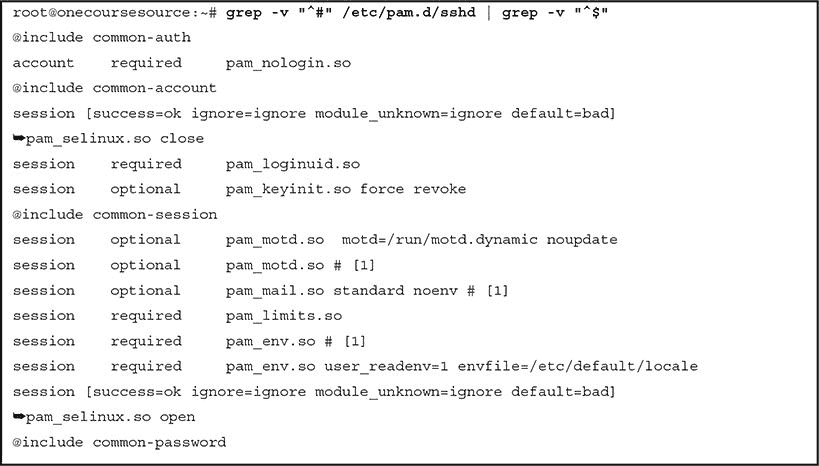 root@onecoursesource:~# grep -v "^#" /etc/pam.d/sshd | grep -v "^$"
@include common-auth
account    required     pam_nologin.so
@include common-account
session [success=ok ignore=ignore module_unknown=ignore default=bad]
➥pam_selinux.so close
session    required     pam_loginuid.so
session    optional     pam_keyinit.so force revoke
@include common-session
session    optional     pam_motd.so  motd=/run/motd.dynamic noupdate
session    optional     pam_motd.so # [1]
session    optional     pam_mail.so standard noenv # [1]
session    required     pam_limits.so
session    required     pam_env.so # [1]
session    required     pam_env.so user_readenv=1 envfile=/etc/default/locale
session [success=ok ignore=ignore module_unknown=ignore default=bad]
➥pam_selinux.so open
@include common-password